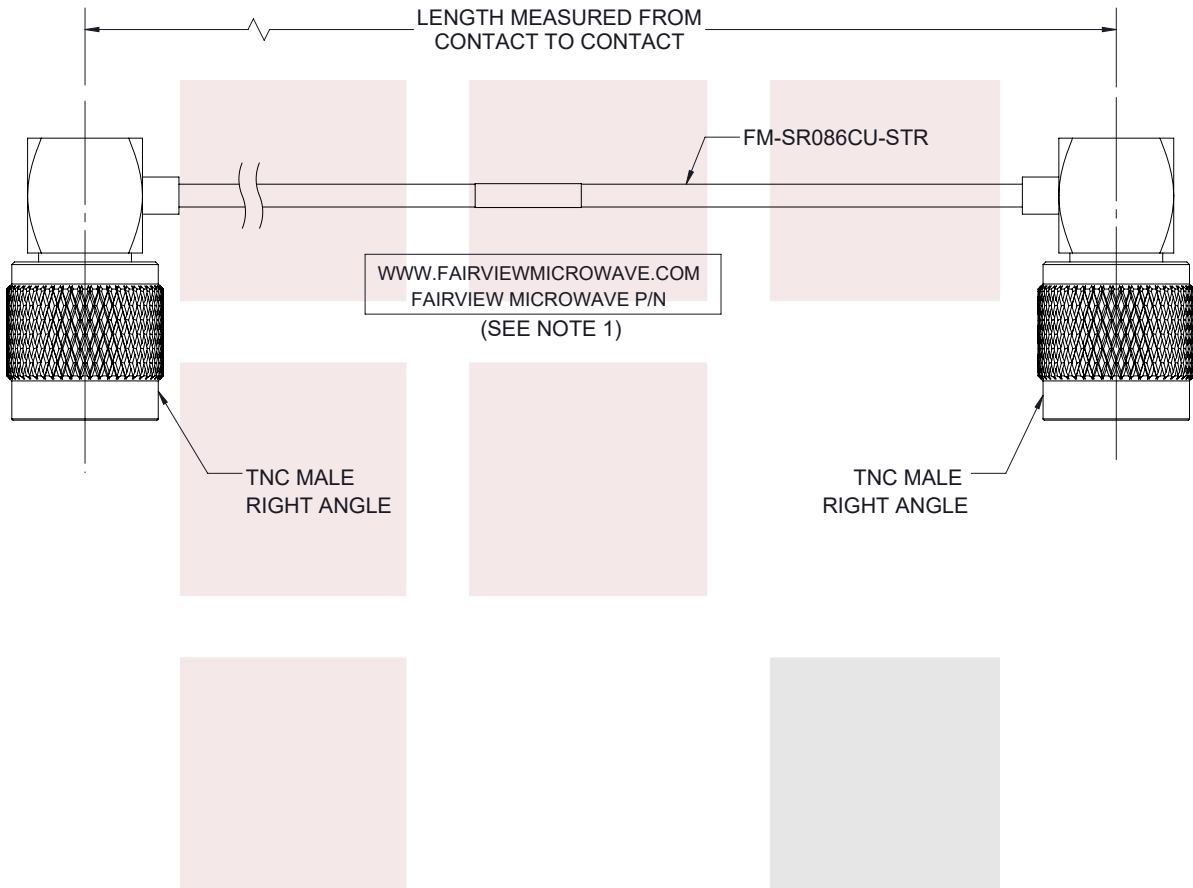 LENGTH MEASURED FROM
CONTACT TO CONTACT
FM-SR086CU-STR
WWW.FAIRVIEWMICROWAVE.COM
FAIRVIEW MICROWAVE P/N
(SEE NOTE 1)
TNC MALE
RIGHT ANGLE
TNC MALE
RIGHT ANGLE